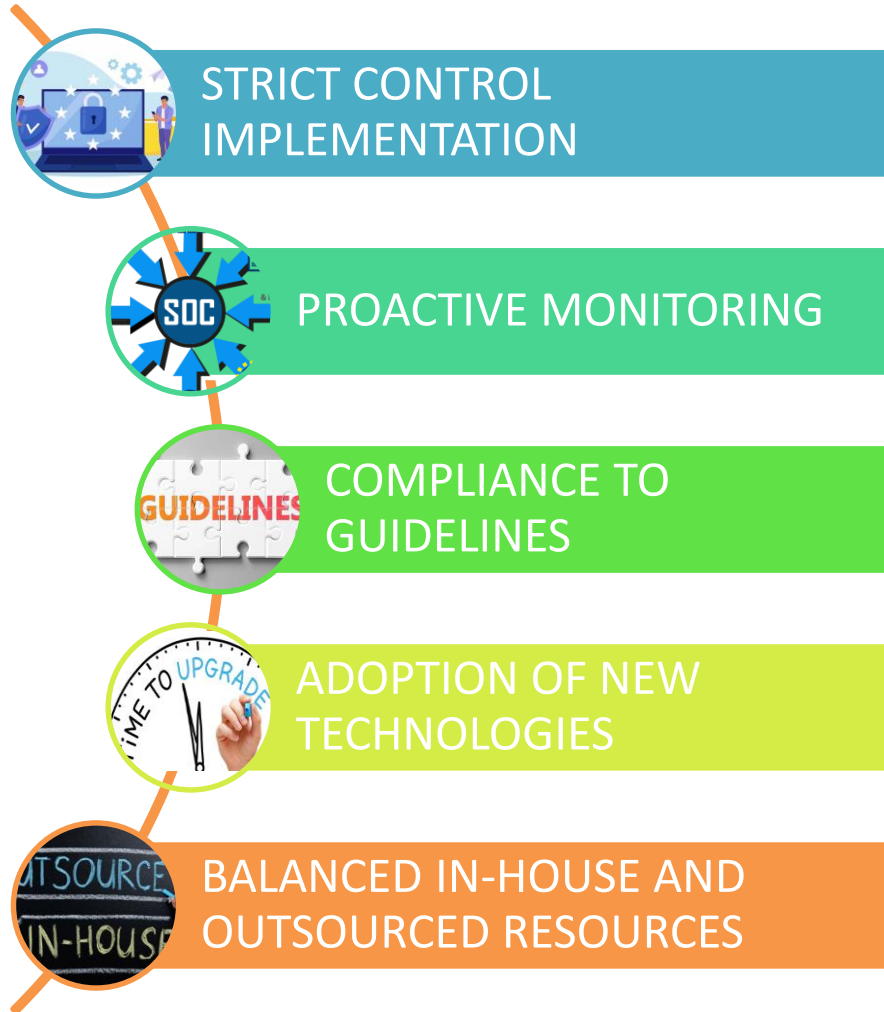 STRICT CONTROL
IMPLEMENTATION
SOC
PROACTIVE MONITORING
GUIDELINES
COMPLIANCE TO
GUIDELINES
TIME TO UPGRADE
ADOPTION OF NEW
TECHNOLOGIES
UTSOURCE
IN-HOUSE
BALANCED IN-HOUSE AND
OUTSOURCED RESOURCES